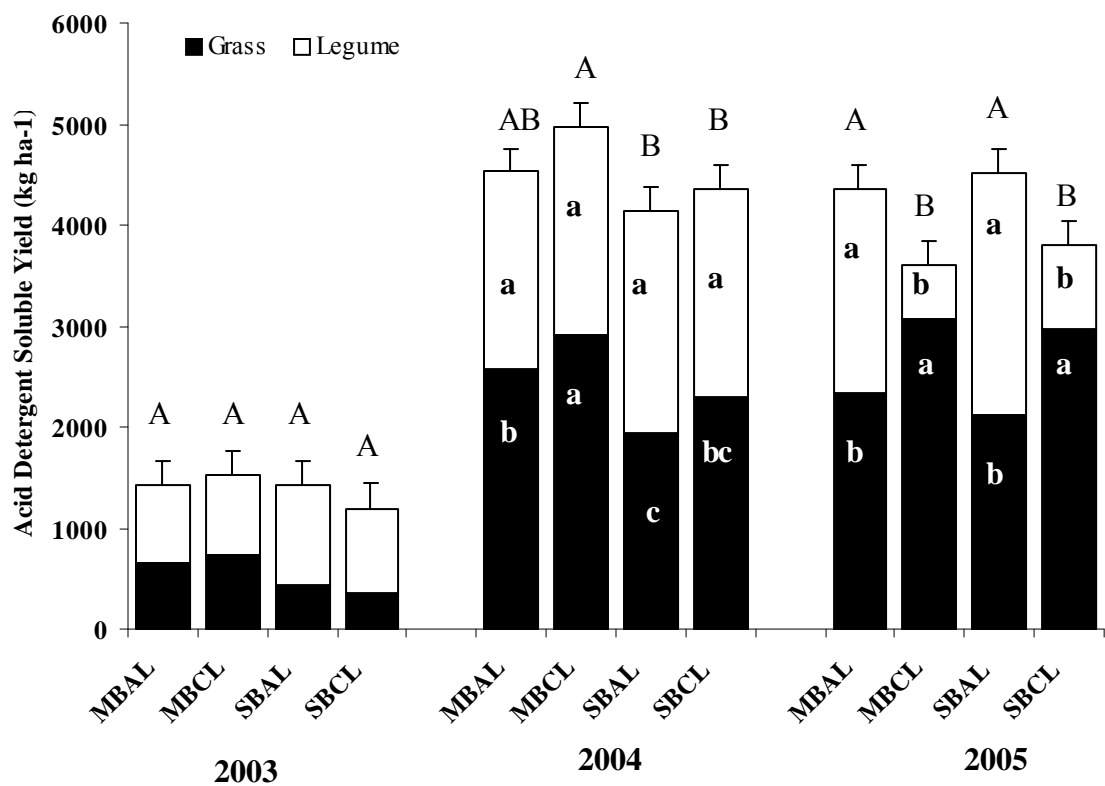 Acid Detergent Soluble Yield (kg ha-1)
6000
5000
4000
3000
2000
1000
0
Grass Legume
A A A A
AB A B B
A B A B
a a a a
b a c bc
a b a b
b a b a
MBAL MBCL SBAL SBCL
MBAL MBCL SBAL SBCL
MBAL MBCL SBAL SBCL
2003 2004 2005